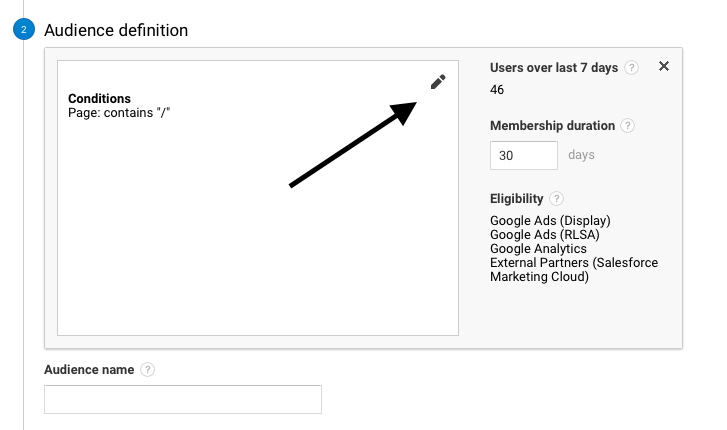 2
Audience definition
Conditions
Page: contains "/"
Users over last 7 days ?
46
Membership duration ?
30 days
Eligibility ?
Google Ads (Display)
Google Ads (RLSA)
Google Analytics
External Partners (Salesforce
Marketing Cloud)
Audience name ?